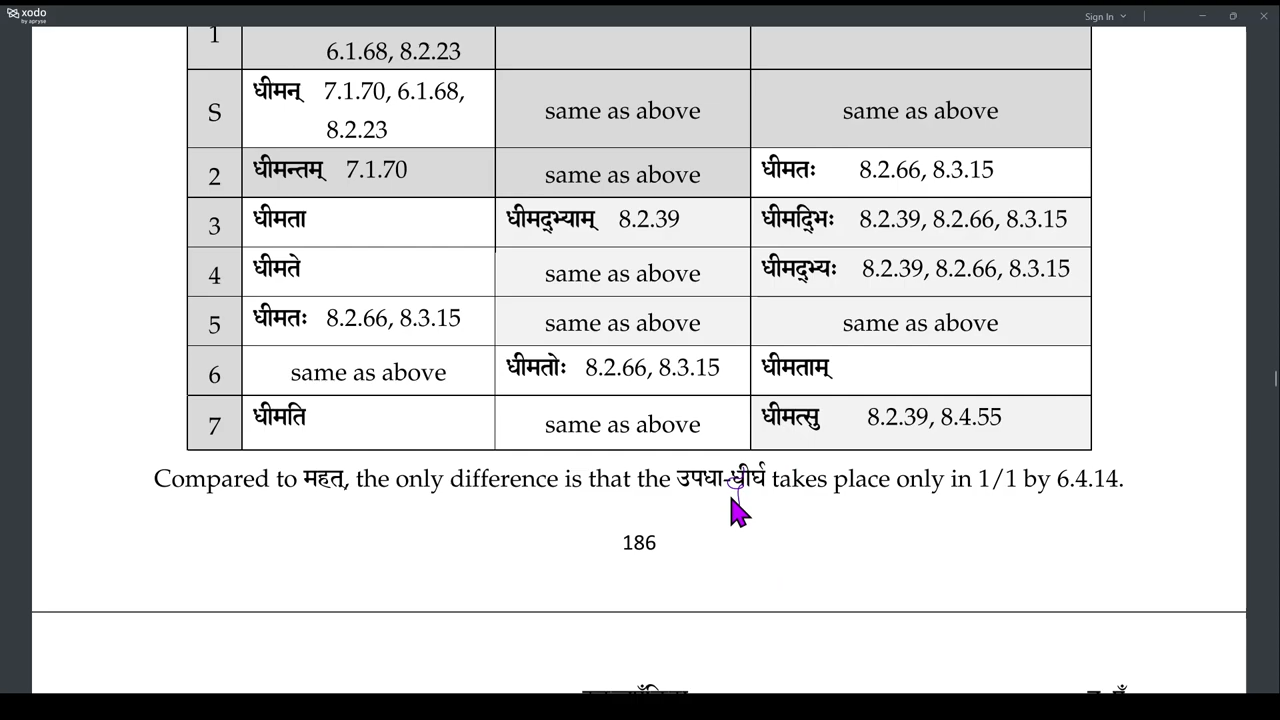 xodo
by apryse
Sign In
1 6.1.68, 8.2.23
S धीमन् 7.1.70, 6.1.68, 8.2.23 same as above same as above
2 धीमन्तम् 7.1.70 same as above धीमतः 8.2.66, 8.3.15
3 धीमता धीमद्भ्याम् 8.2.39 धीमद्भिः 8.2.39, 8.2.66, 8.3.15
4 धीमते same as above धीमद्भ्यः 8.2.39, 8.2.66, 8.3.15
5 धीमतः 8.2.66, 8.3.15 same as above same as above
6 same as above धीमतोः 8.2.66, 8.3.15 धीमताम्
7 धीमति same as above धीमत्सु 8.2.39, 8.4.55
Compared to महत्, the only difference is that the उपधा-धीर्घ takes place only in 1/1 by 6.4.14.
186